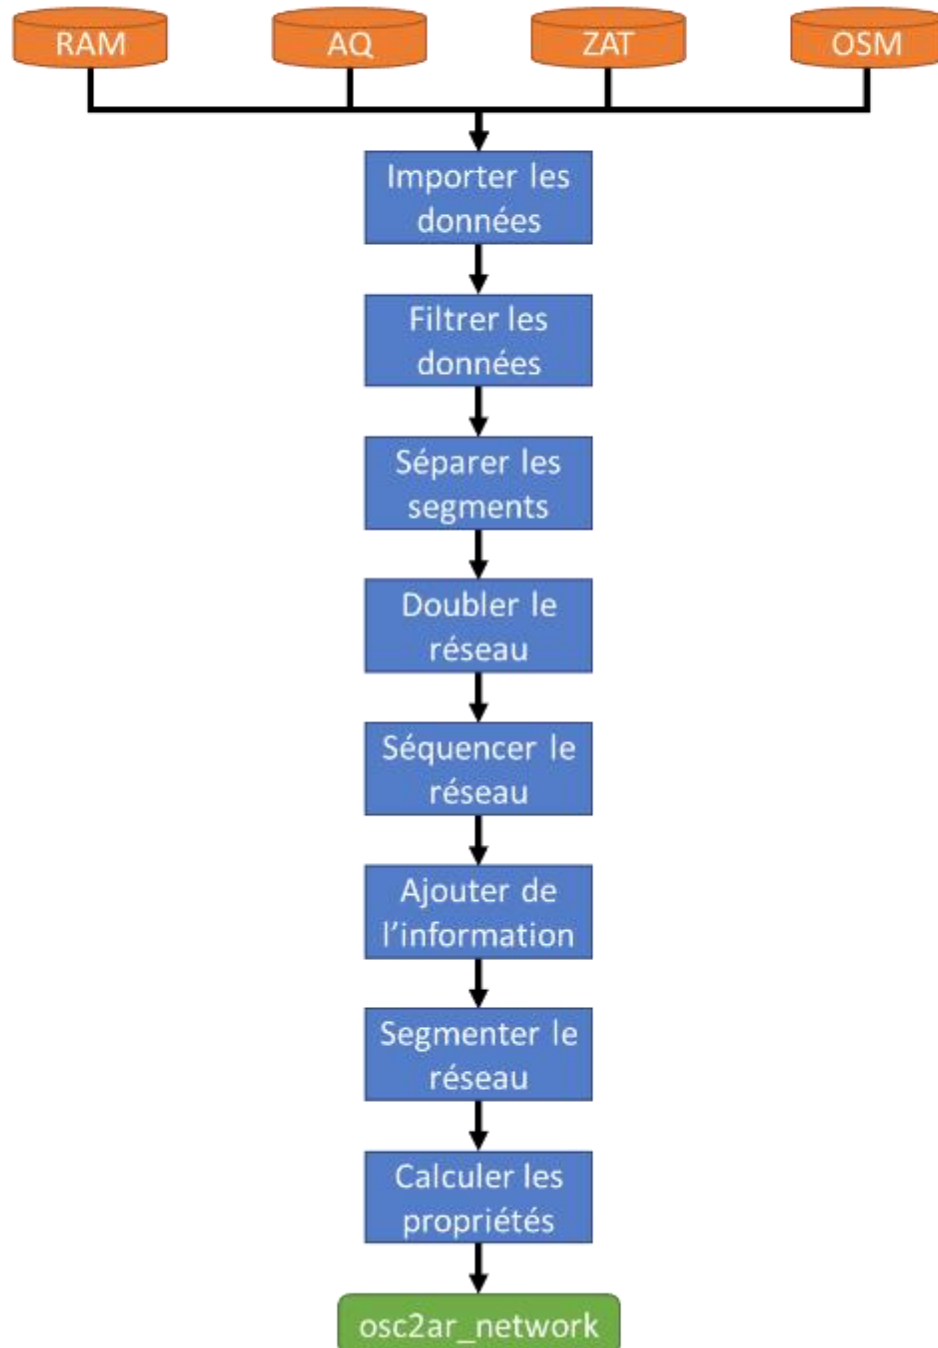 RAM AQ ZAT OSM
Importer les
données
Filtrer les
données
Séparer les
segments
Doubler le
réseau
Séquencer le
réseau
Ajouter de
l'information
Segmenter le
réseau
Calculer les
propriétés
osc2ar_network